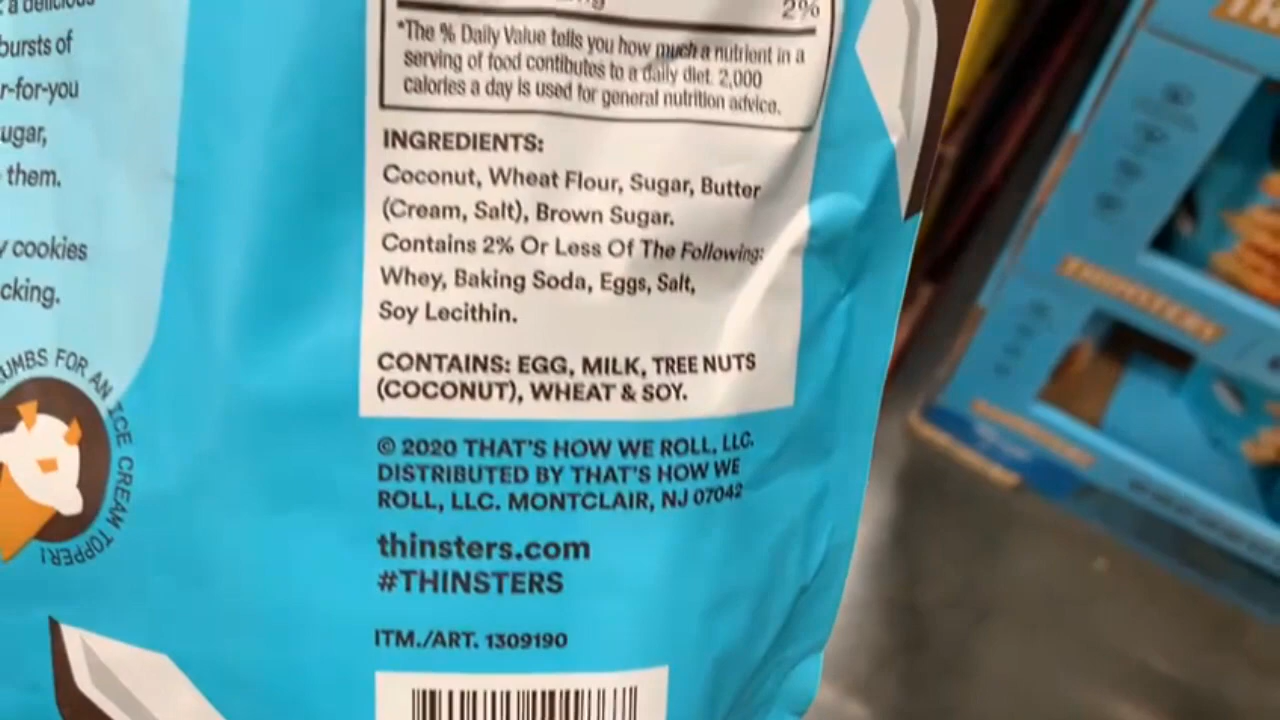 a delicious
bursts of
r-for-you
ugar,
them.
cookies
cking.
UMBS FOR AN ICE CREAM TOPPER!
2%
*The % Daily Value tells you how much a nutrient in a
serving of food contibutes to a daily diet. 2,000
calories a day is used for general nutrition advice.
INGREDIENTS:
Coconut, Wheat Flour, Sugar, Butter
(Cream, Salt), Brown Sugar.
Contains 2% Or Less Of The Following:
Whey, Baking Soda, Eggs, Salt,
Soy Lecithin.
CONTAINS: EGG, MILK, TREE NUTS
(COCONUT), WHEAT & SOY.
© 2020 THAT'S HOW WE ROLL, LLC.
DISTRIBUTED BY THAT'S HOW WE
ROLL, LLC. MONTCLAIR, NJ 07042
thinsters.com
#THINSTERS
ITM./ART. 1309190
THINSTERS